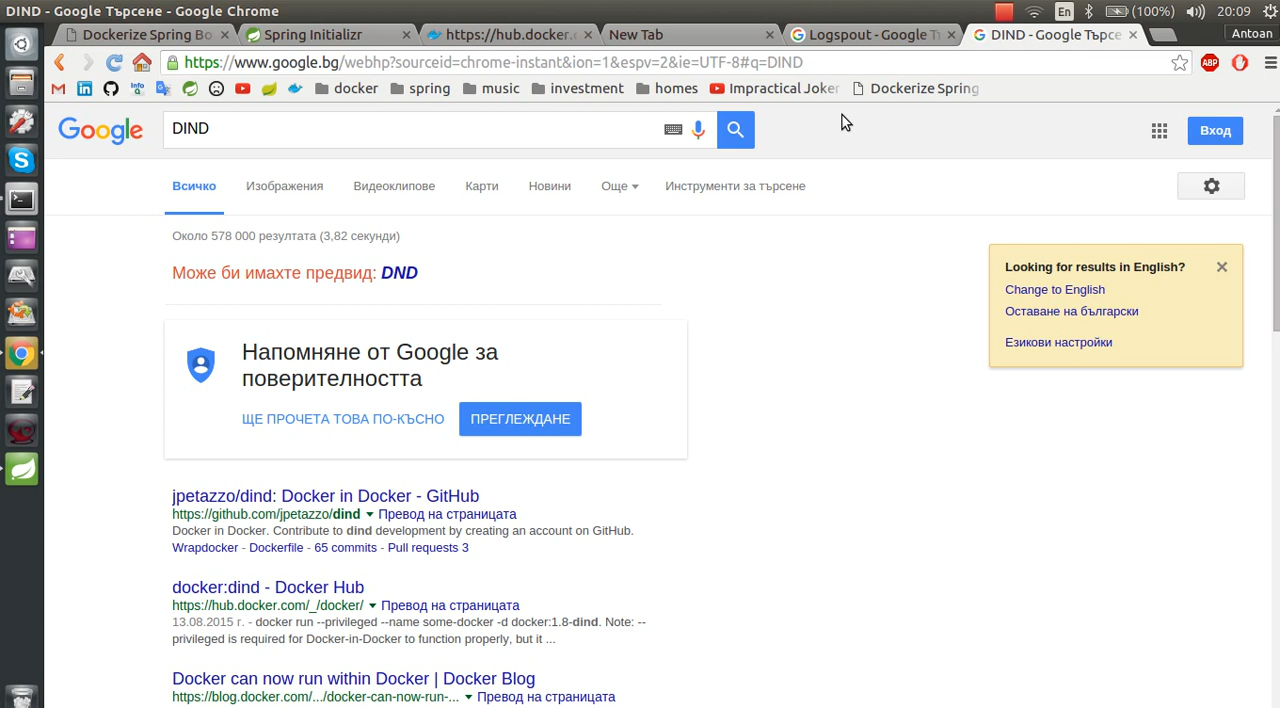 DIND - Google Търсене - Google Chrome
En
(100%)
20:09
Dockerize Spring Bo
Spring Initializr
https://hub.docker.c
New Tab
Logspout - Google Т
DIND - Google Търсе
Antoan
https://www.google.bg/webhp?sourceid=chrome-instant&ion=1&espv=2&ie=UTF-8#q=DIND
ABP
Info
docker
spring
music
investment
homes
Impractical Joker
Dockerize Spring
Google
DIND
Вход
Всичко
Изображения
Видеоклипове
Карти
Новини
Още
Инструменти за търсене
Около 578 000 резултата (3,82 секунди)
Може би имахте предвид: DND
Looking for results in English?
Change to English
Оставане на български
Езикови настройки
Напомняне от Google за
поверителността
ЩЕ ПРОЧЕТА ТОВА ПО-КЪСНО
ПРЕГЛЕЖДАНЕ
jpetazzo/dind: Docker in Docker - GitHub
https://github.com/jpetazzo/dind Превод на страницата
Docker in Docker. Contribute to dind development by creating an account on GitHub.
Wrapdocker - Dockerfile - 65 commits - Pull requests 3
docker:dind - Docker Hub
https://hub.docker.com/_/docker/ Превод на страницата
13.08.2015 г. - docker run --privileged --name some-docker -d docker:1.8-dind. Note: --
privileged is required for Docker-in-Docker to function properly, but it ...
Docker can now run within Docker | Docker Blog
https://blog.docker.com/.../docker-can-now-run-... Превод на страницата